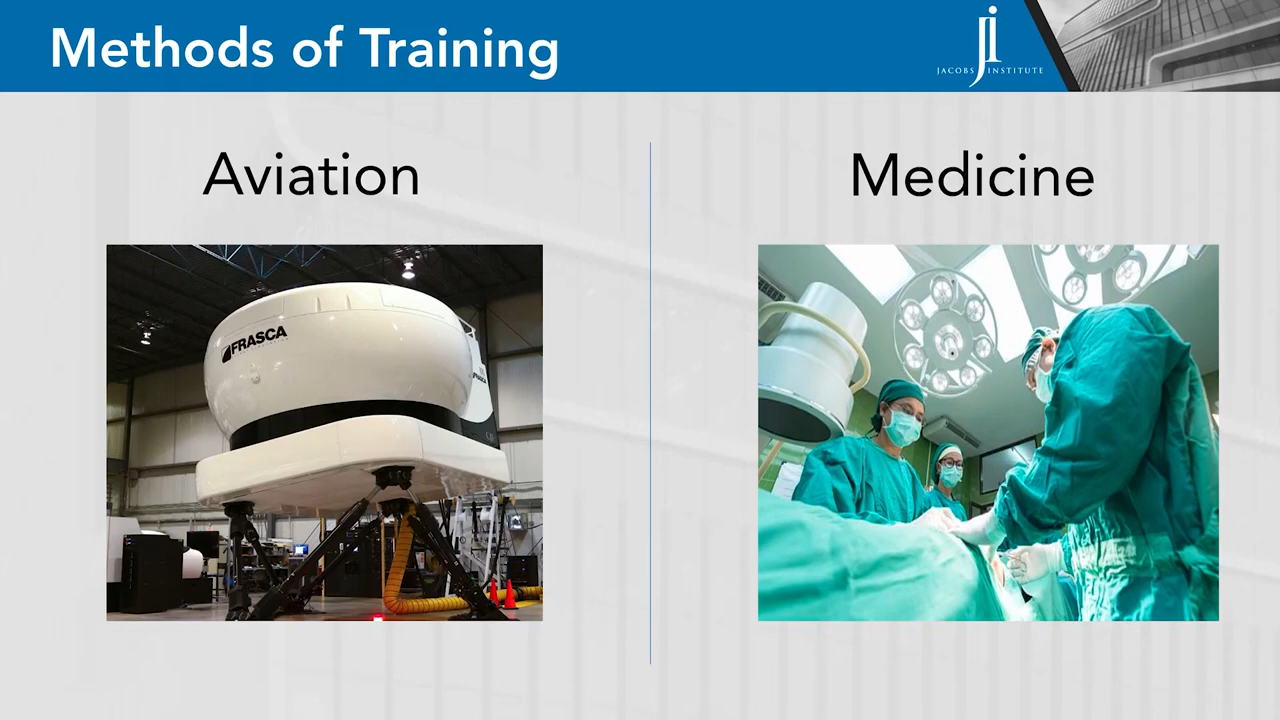 Methods of Training
JACOBS INSTITUTE
Aviation
Medicine
FRASCA